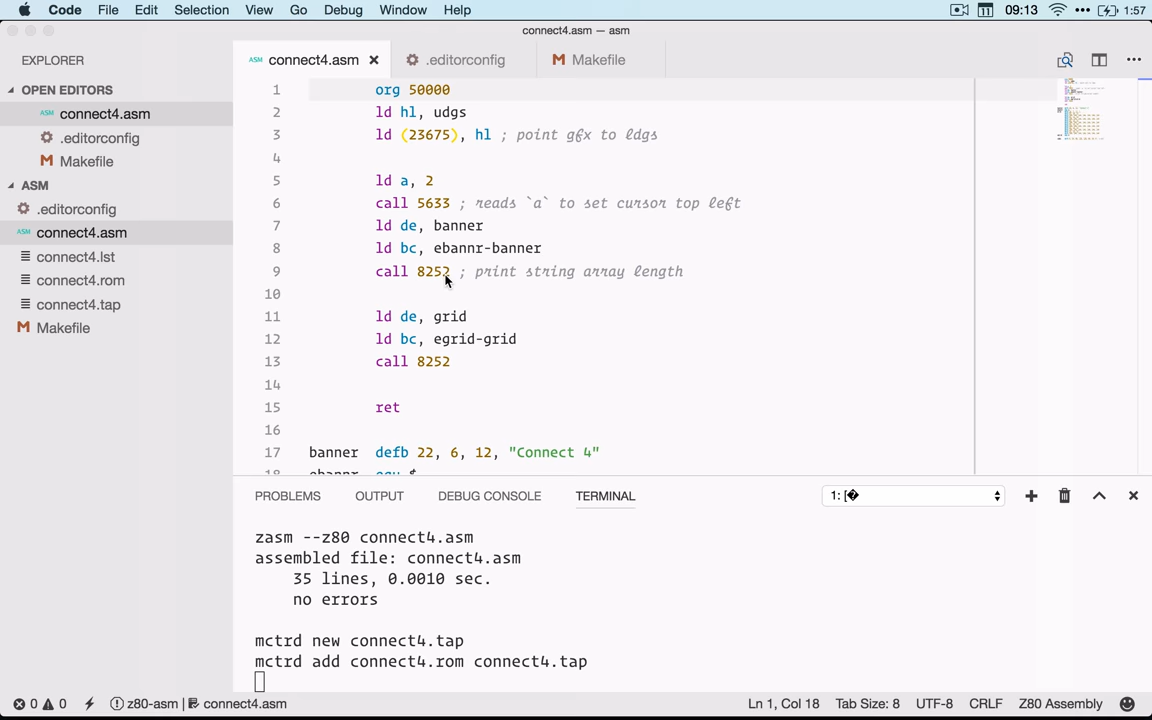 Code File Edit Selection View Go Debug Window Help 11 09:13 1:57
connect4.asm — asm
EXPLORER
ASM connect4.asm .editorconfig M Makefile
OPEN EDITORS
ASM connect4.asm
.editorconfig
M Makefile
ASM
.editorconfig
ASM connect4.asm
connect4.lst
connect4.rom
connect4.tap
M Makefile
1 org 50000
2 ld hl, udgs
3 ld (23675), hl ; point gfx to ldgs
4
5 ld a, 2
6 call 5633 ; reads `a` to set cursor top left
7 ld de, banner
8 ld bc, ebannr-banner
9 call 8252 ; print string array length
10
11 ld de, grid
12 ld bc, egrid-grid
13 call 8252
14
15 ret
16
17 banner defb 22, 6, 12, "Connect 4"
18 ebannr equ $
PROBLEMS OUTPUT DEBUG CONSOLE TERMINAL 1: [�
zasm --z80 connect4.asm
assembled file: connect4.asm
35 lines, 0.0010 sec.
no errors
mctrd new connect4.tap
mctrd add connect4.rom connect4.tap
0 0 z80-asm | connect4.asm Ln 1, Col 18 Tab Size: 8 UTF-8 CRLF Z80 Assembly